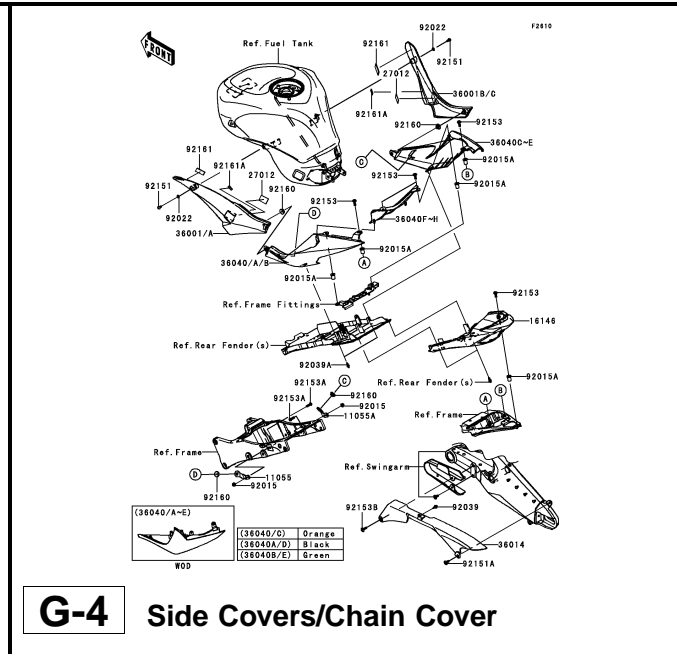 92022
F2610
FRONT
Ref.Fuel Tank
92161
92151
27012
36001B/C
92161A
92153
92160
36040C~E
C
92015A
92161
92161A
92153
B
92015A
27012
92151
92160
92153
D
36040F~H
92022
36001/A
92015A
36040/A/B
A
92015A
92153
Ref.Frame Fittings
16146
Ref.Rear Fender(s)
92039A
92015A
92153A
C
Ref.Rear Fender(s)
92153A
92160
B
92015
A
11055A
Ref.Frame
Ref.Frame
Ref.Swingarm
D
11055
92015
92160
92153B
92039
(36040/A~E)
(36040/C) Orange
(36040A/D) Black
(36040B/E) Green
36014
WOD
92151A
G-4 Side Covers/Chain Cover